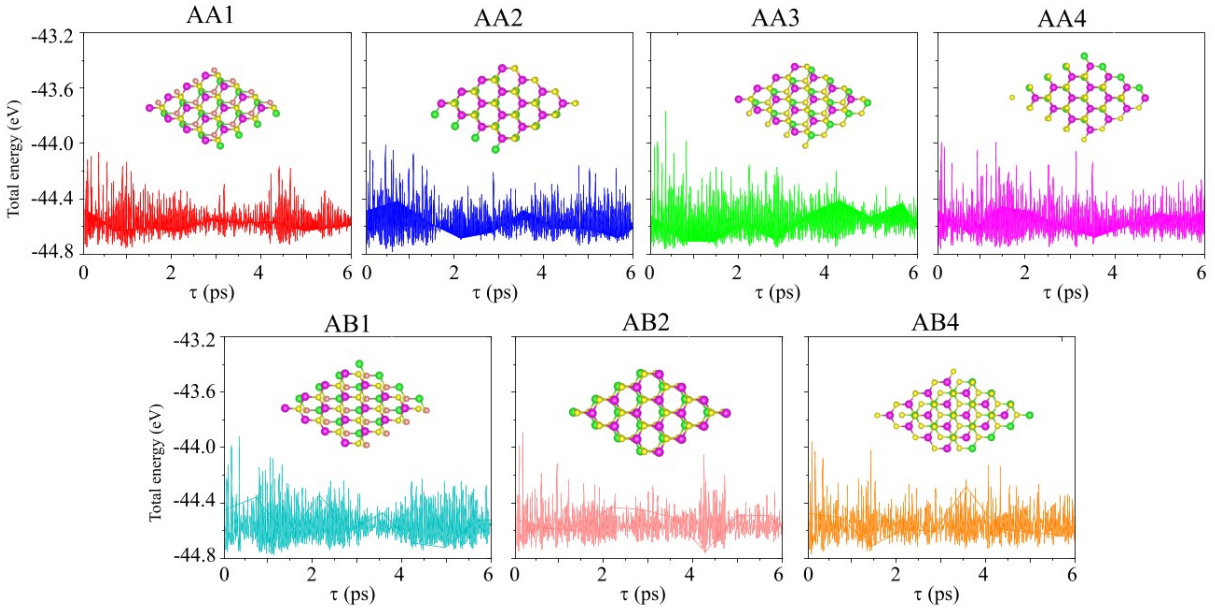 AA1 AA2 AA3 AA4
-43.2
-43.6
-44.0
-44.4
-44.8
Total energy (eV)
0 2 4 6 0 2 4 6 0 2 4 6 0 2 4 6
τ (ps) τ (ps) τ (ps) τ (ps)
AB1 AB2 AB4
-43.2
-43.6
-44.0
-44.4
-44.8
Total energy (eV)
0 2 4 6 0 2 4 6 0 2 4 6
τ (ps) τ (ps) τ (ps)